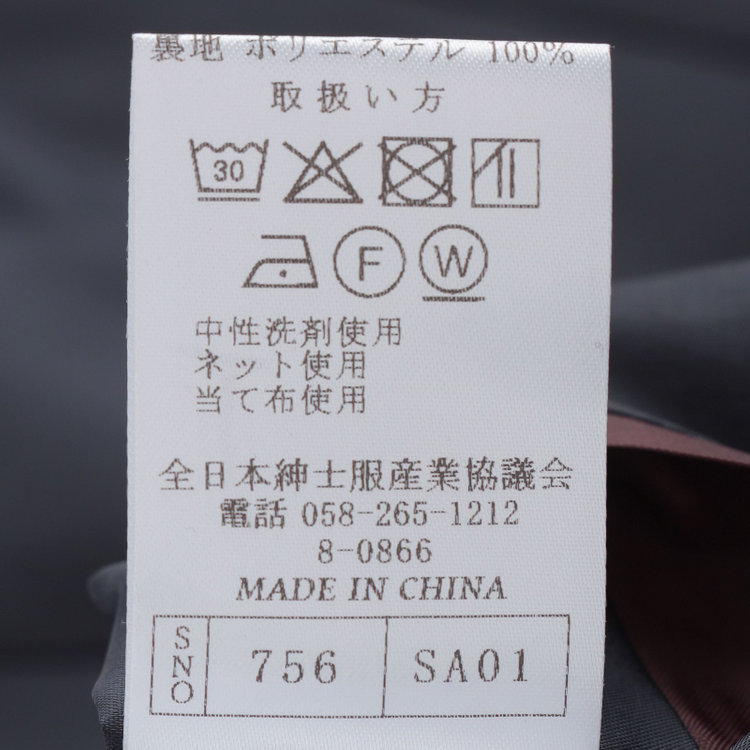 裏地 ポリエステル 100%
取扱い方
30
F W
中性洗剤使用
ネット使用
当て布使用
全日本紳士服産業協議会
電話 058-265-1212
8-0866
MADE IN CHINA
SNO 756 SA01